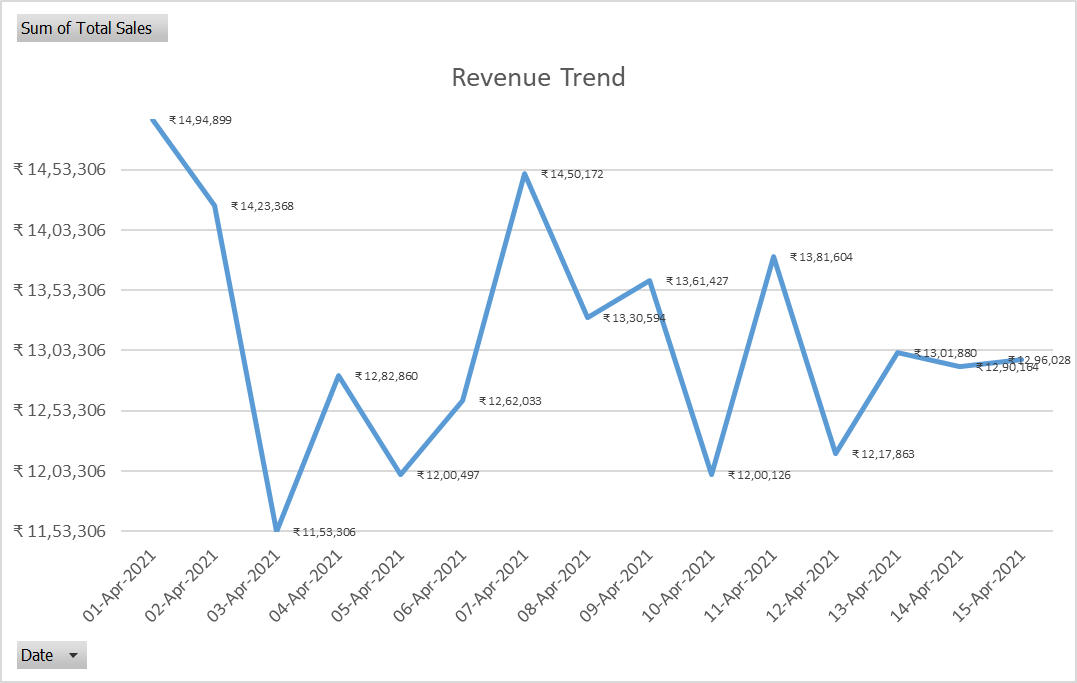 Sum of Total Sales
Revenue Trend
₹ 14,94,899
₹ 14,53,306
₹ 14,50,172
₹ 14,23,368
₹ 14,03,306
₹ 13,81,604
₹ 13,53,306
₹ 13,61,427
₹ 13,30,594
₹ 13,03,306
₹ 13,01,880
₹ 12,96,028
₹ 12,90,164
₹ 12,82,860
₹ 12,62,033
₹ 12,53,306
₹ 12,17,863
₹ 12,03,306
₹ 12,00,497
₹ 12,00,126
₹ 11,53,306
₹ 11,53,306
01-Apr-2021
02-Apr-2021
03-Apr-2021
04-Apr-2021
05-Apr-2021
06-Apr-2021
07-Apr-2021
08-Apr-2021
09-Apr-2021
10-Apr-2021
11-Apr-2021
12-Apr-2021
13-Apr-2021
14-Apr-2021
15-Apr-2021
Date